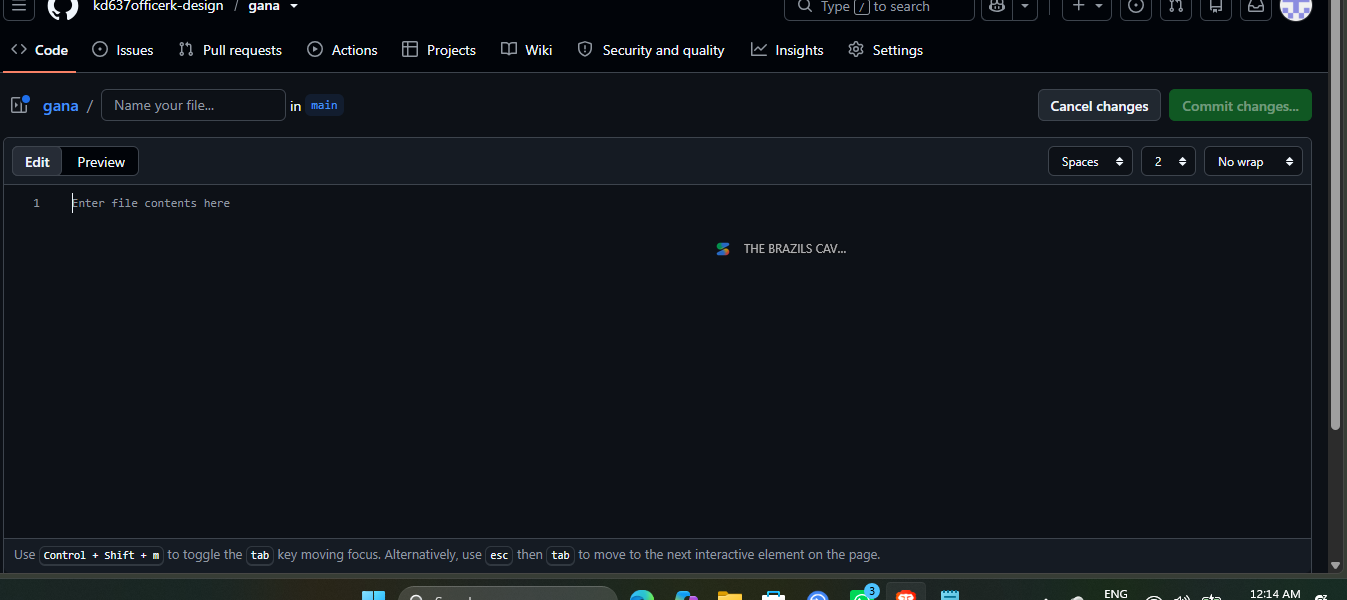 kd637officerk-design / gana
Type / to search
Code Issues Pull requests Actions Projects Wiki Security and quality Insights Settings
gana / Name your file... in main Cancel changes Commit changes...
Edit Preview Spaces 2 No wrap
1 Enter file contents here
THE BRAZILS CAV...
Use Control + Shift + m to toggle the tab key moving focus. Alternatively, use esc then tab to move to the next interactive element on the page.
3
ENG 12:14 AM